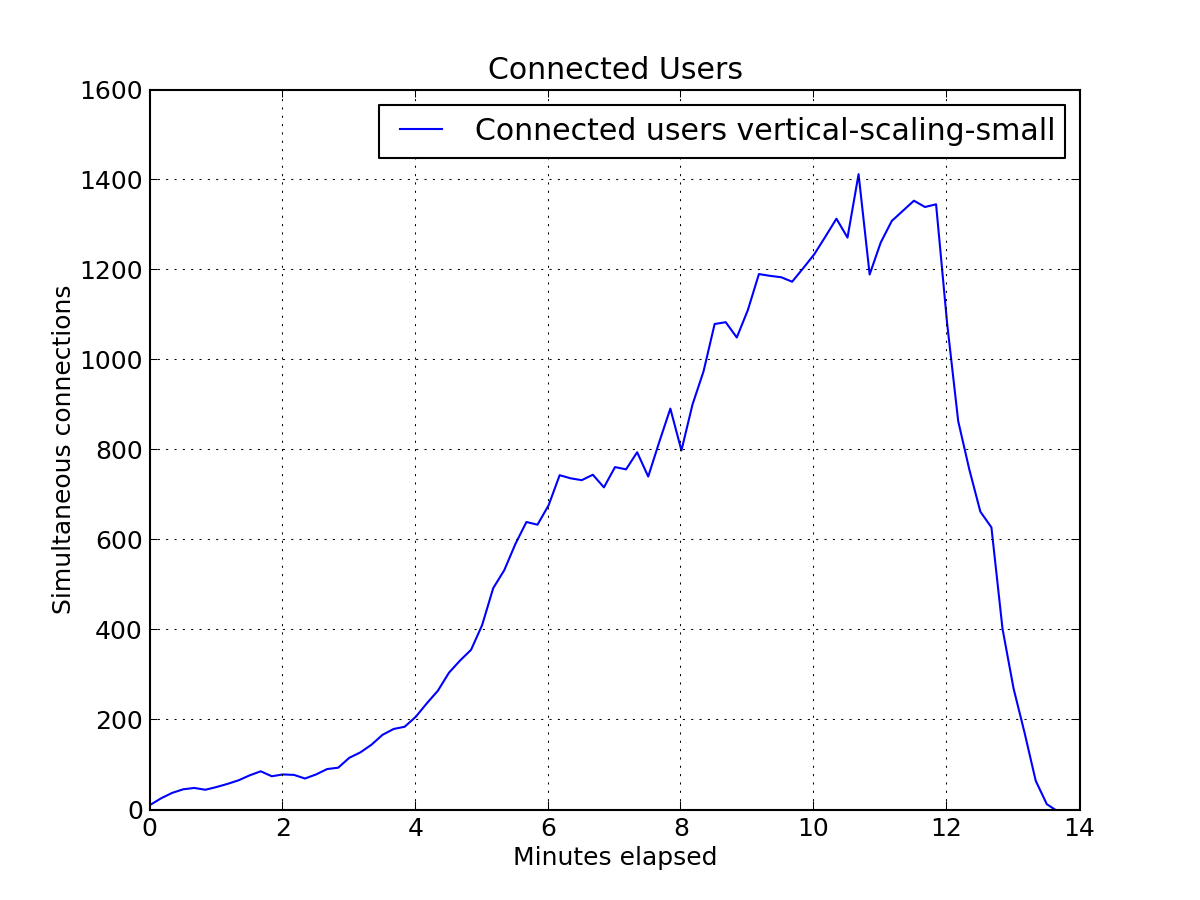 Connected Users
Connected users vertical-scaling-small
1600
1400
1200
1000
800
600
400
200
0
Simultaneous connections
0 2 4 6 8 10 12 14
Minutes elapsed